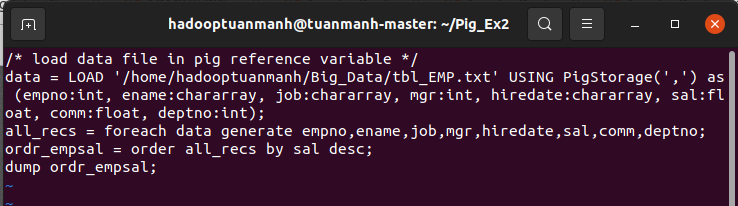 hadooptuanmanh@tuanmanh-master: ~/Pig_Ex2
/* load data file in pig reference variable */
data = LOAD '/home/hadooptuanmanh/Big_Data/tbl_EMP.txt' USING PigStorage(',') as
 (empno:int, ename:chararray, job:chararray, mgr:int, hiredate:chararray, sal:fl
oat, comm:float, deptno:int);
all_recs = foreach data generate empno,ename,job,mgr,hiredate,sal,comm,deptno;
ordr_empsal = order all_recs by sal desc;
dump ordr_empsal;
~
~